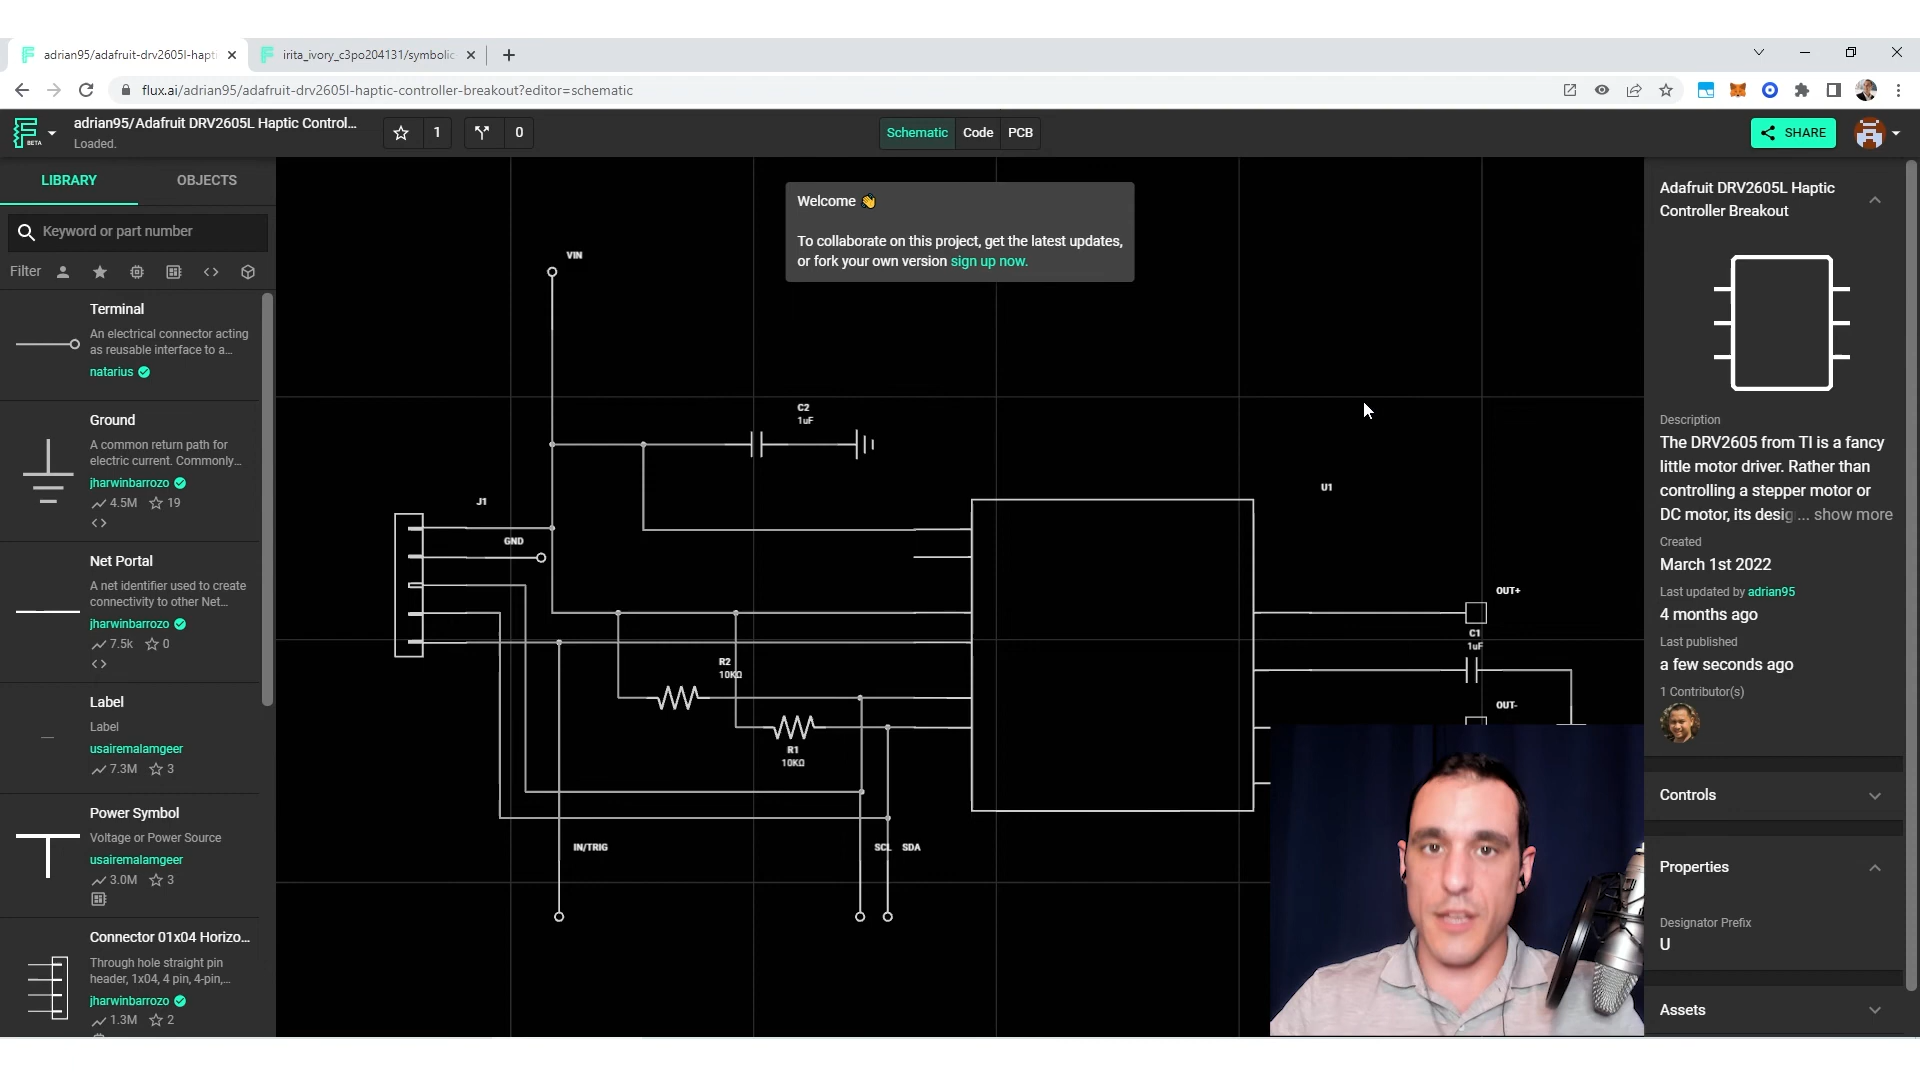 adrian95/adafruit-drv2605l-hapti
irita_ivory_c3po204131/symbolic-
flux.ai/adrian95/adafruit-drv2605l-haptic-controller-breakout?editor=schematic
BETA
adrian95/Adafruit DRV2605L Haptic Control...
Loaded.
1
0
Schematic
Code
PCB
SHARE
LIBRARY
OBJECTS
Keyword or part number
Filter
Terminal
An electrical connector acting
as reusable interface to a...
natarius
Ground
A common return path for
electric current. Commonly...
jharwinbarrozo
4.5M
19
Net Portal
A net identifier used to create
connectivity to other Net...
jharwinbarrozo
7.5k
0
Label
Label
usairemalamgeer
7.3M
3
Power Symbol
Voltage or Power Source
usairemalamgeer
3.0M
3
Connector 01x04 Horizo...
Through hole straight pin
header, 1x04, 4 pin, 4-pin,...
jharwinbarrozo
1.3M
2
Welcome 👋
To collaborate on this project, get the latest updates,
or fork your own version sign up now.
VIN
C2
1uF
J1
GND
U1
OUT+
C1
1uF
R2
10KΩ
OUT-
R1
10KΩ
IN/TRIG
SCL
SDA
Adafruit DRV2605L Haptic
Controller Breakout
Description
The DRV2605 from TI is a fancy
little motor driver. Rather than
controlling a stepper motor or
DC motor, its desig... show more
Created
March 1st 2022
Last updated by adrian95
4 months ago
Last published
a few seconds ago
1 Contributor(s)
Controls
Properties
Designator Prefix
U
Assets